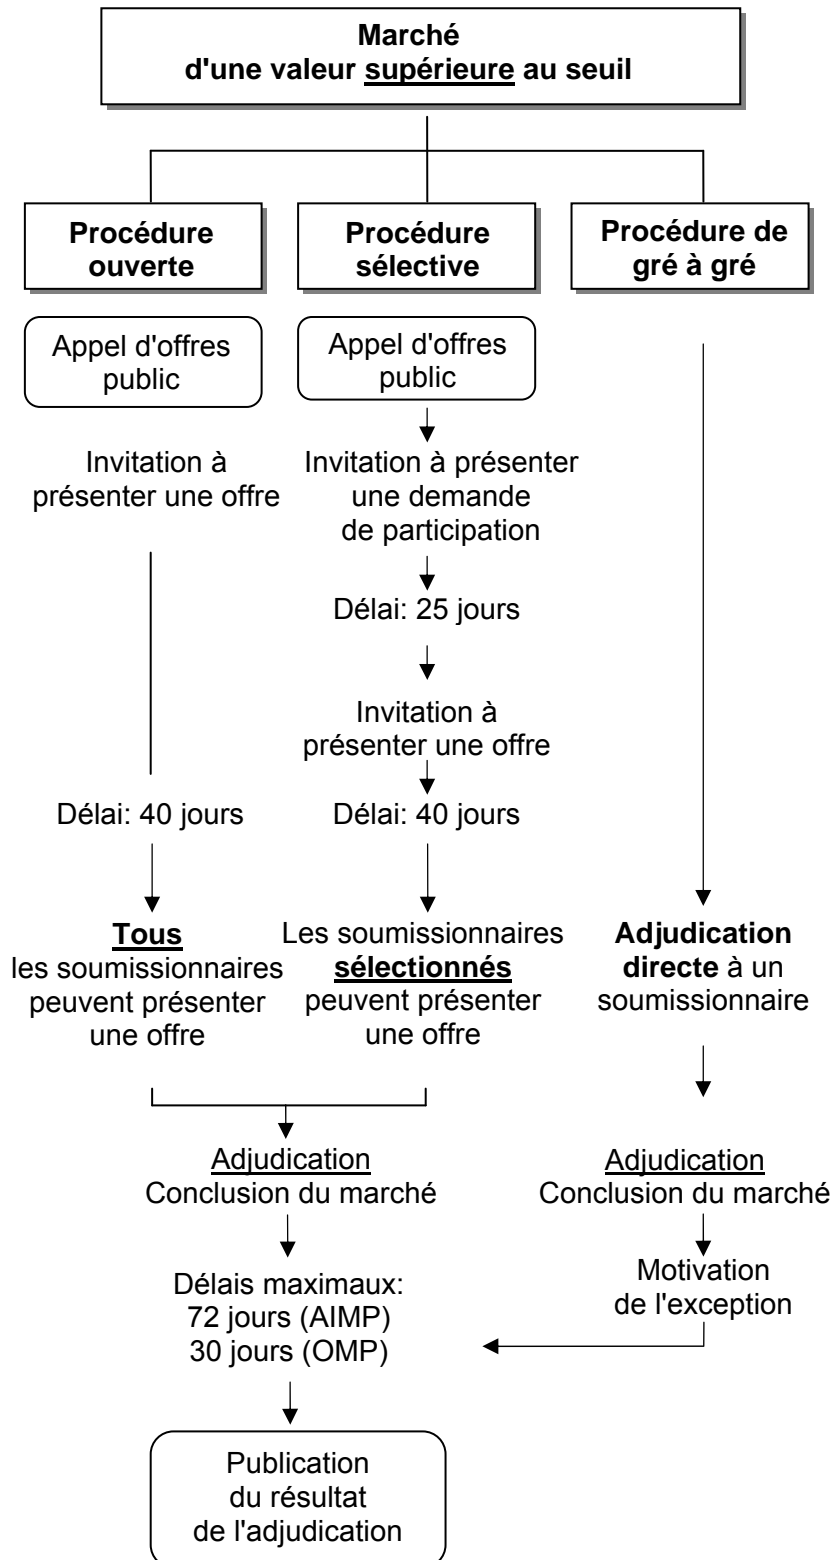 Marché
d'une valeur supérieure au seuil
Procédure
ouverte
Procédure
sélective
Procédure de
gré à gré
Appel d'offres
public
Appel d'offres
public
Invitation à
présenter une offre
Invitation à présenter
une demande
de participation
Délai: 25 jours
Invitation à
présenter une offre
Délai: 40 jours
Délai: 40 jours
Tous
les soumissionnaires
peuvent présenter
une offre
Les soumissionnaires
sélectionnés
peuvent présenter
une offre
Adjudication
directe à un
soumissionnaire
Adjudication
Conclusion du marché
Adjudication
Conclusion du marché
Délais maximaux:
72 jours (AIMP)
30 jours (OMP)
Motivation
de l'exception
Publication
du résultat
de l'adjudication